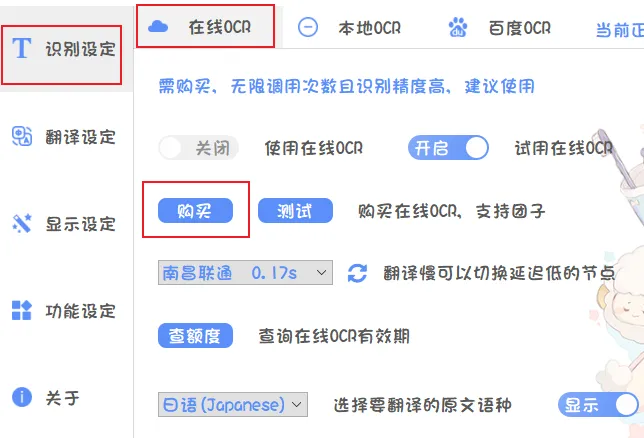 识别设定
翻译设定
显示设定
功能设定
关于
在线OCR 本地OCR 百度OCR 当前正
需购买，无限调用次数且识别精度高，建议使用
关闭 使用在线OCR 开启 试用在线OCR
购买 测试 购买在线OCR，支持团子
南昌联通 0.17s 翻译慢可以切换延迟低的节点
查额度 查询在线OCR有效期
日语(Japanese) 选择要翻译的原文语种 显示